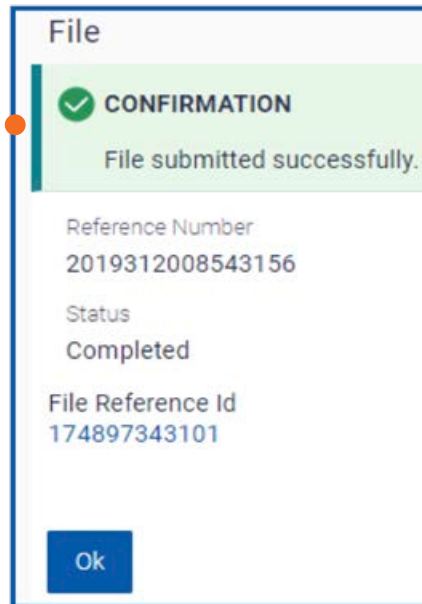 File
CONFIRMATION
File submitted successfully.
Reference Number
2019312008543156
Status
Completed
File Reference Id
174897343101
Ok